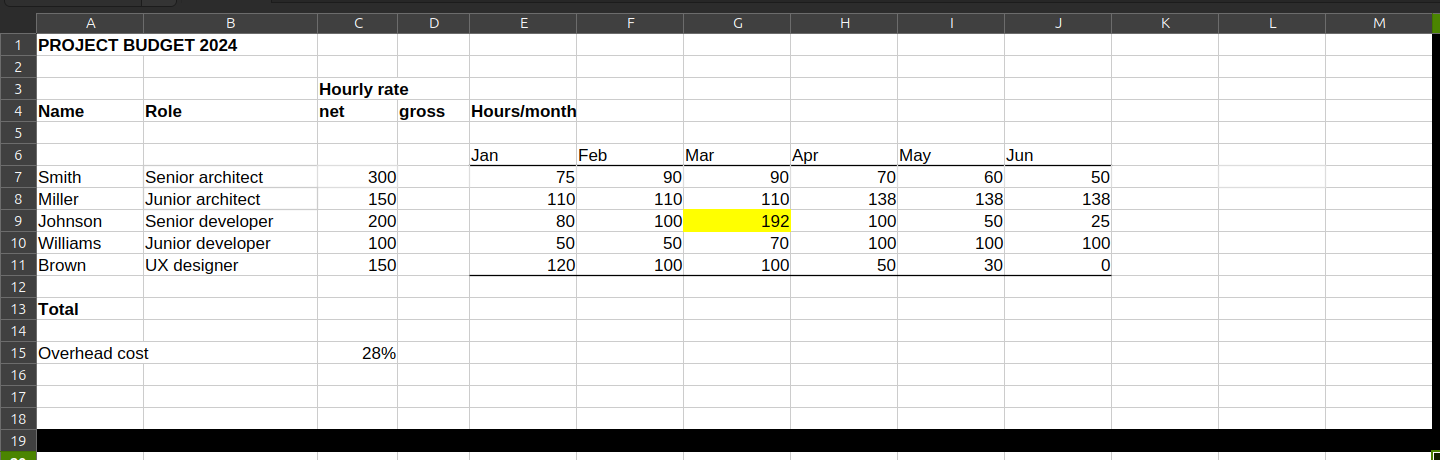 A B C D E F G H I J K L M
1 PROJECT BUDGET 2024
2
3 Hourly rate
4 Name Role net gross Hours/month
5
6 Jan Feb Mar Apr May Jun
7 Smith Senior architect 300 75 90 90 70 60 50
8 Miller Junior architect 150 110 110 110 138 138 138
9 Johnson Senior developer 200 80 100 192 100 50 25
10 Williams Junior developer 100 50 50 70 100 100 100
11 Brown UX designer 150 120 100 100 50 30 0
12
13 Total
14
15 Overhead cost 28%
16
17
18
19